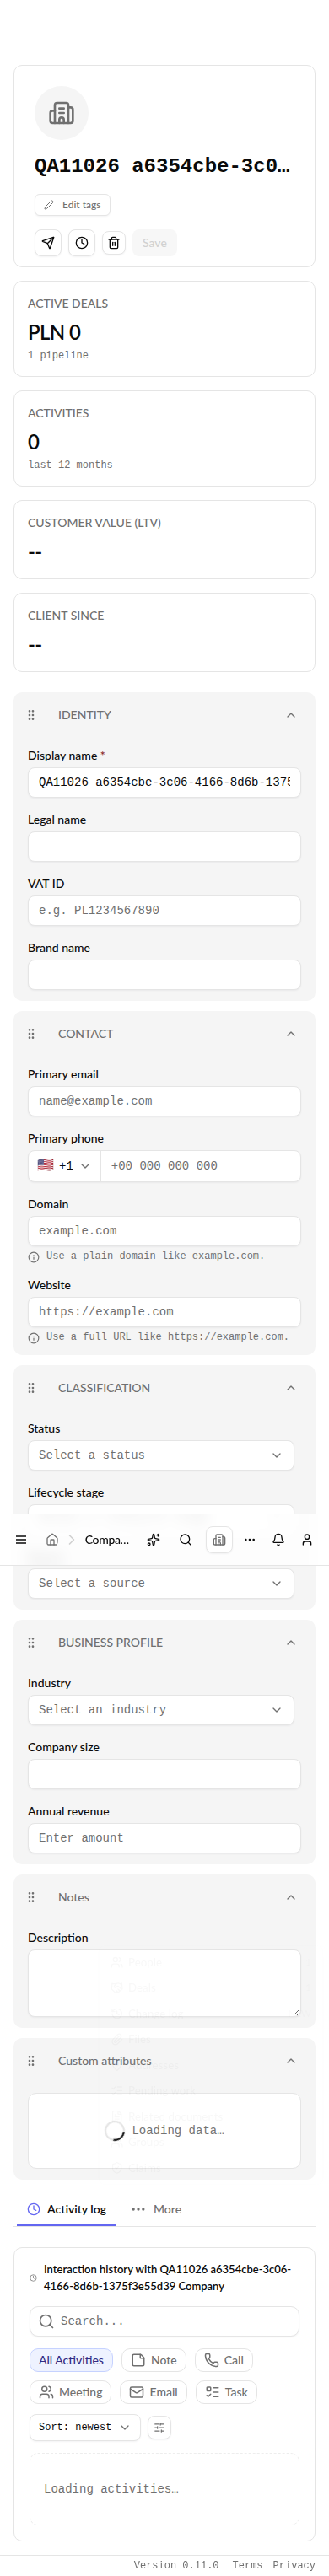 QA11026 a6354cbe-3c0…
Edit tags
Save
ACTIVE DEALS
PLN 0
1 pipeline
ACTIVITIES
0
last 12 months
CUSTOMER VALUE (LTV)
--
CLIENT SINCE
--
IDENTITY
Display name *
QA11026 a6354cbe-3c06-4166-8d6b-1375
Legal name
VAT ID
e.g. PL1234567890
Brand name
CONTACT
Primary email
name@example.com
Primary phone
+1 +00 000 000 000
Domain
example.com
Use a plain domain like example.com.
Website
https://example.com
Use a full URL like https://example.com.
CLASSIFICATION
Status
Select a status
Lifecycle stage
Compa…
Select a source
BUSINESS PROFILE
Industry
Select an industry
Company size
Annual revenue
Enter amount
Notes
Description
Custom attributes
Loading data…
Activity log More
Interaction history with QA11026 a6354cbe-3c06-
4166-8d6b-1375f3e55d39 Company
Search...
All Activities Note Call
Meeting Email Task
Sort: newest
Loading activities…
Version 0.11.0 Terms Privacy